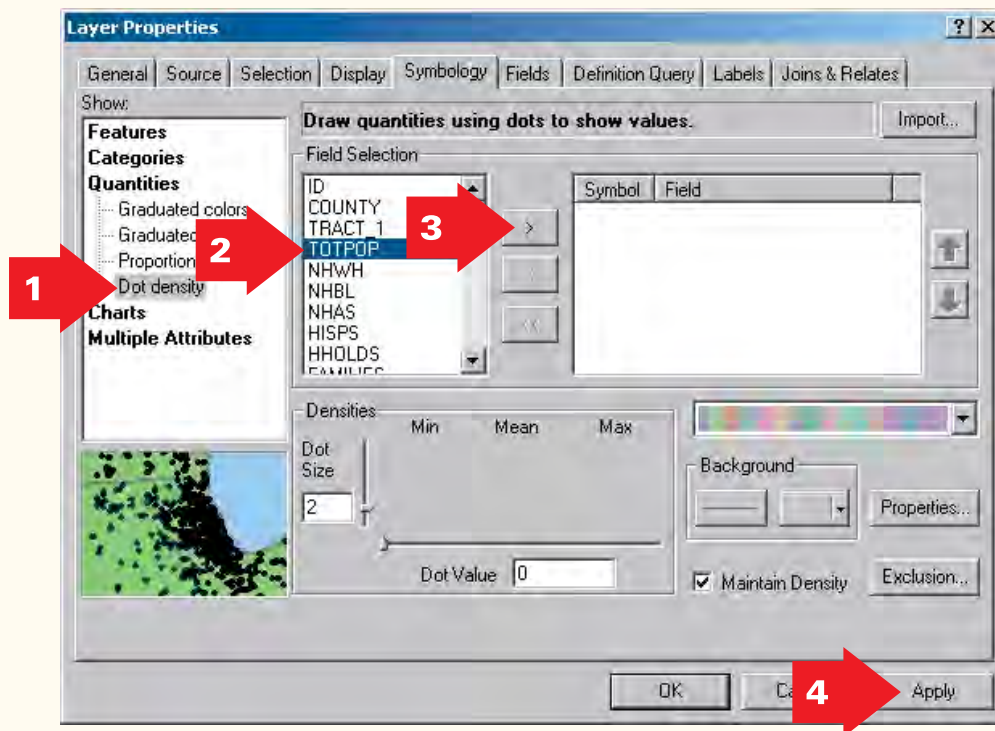 Layer Properties
? X
General Source Selection Display Symbology Fields Definition Query Labels Joins & Relates
Show:
Features
Categories
Quantities
Graduated colors
Graduated
Proportion
Dot density
Charts
Multiple Attributes
Draw quantities using dots to show values.
Import...
Field Selection
ID
COUNTY
TRACT_1
TOTPOP
NHWH
NHBL
NHAS
HISPS
HHOLDS
FAMILIES
>
<
<<
Symbol Field
1
2
3
Densities
Min Mean Max
Dot
Size
2
Dot Value 0
Background
Properties...
Maintain Density
Exclusion...
OK
Ca
4
Apply